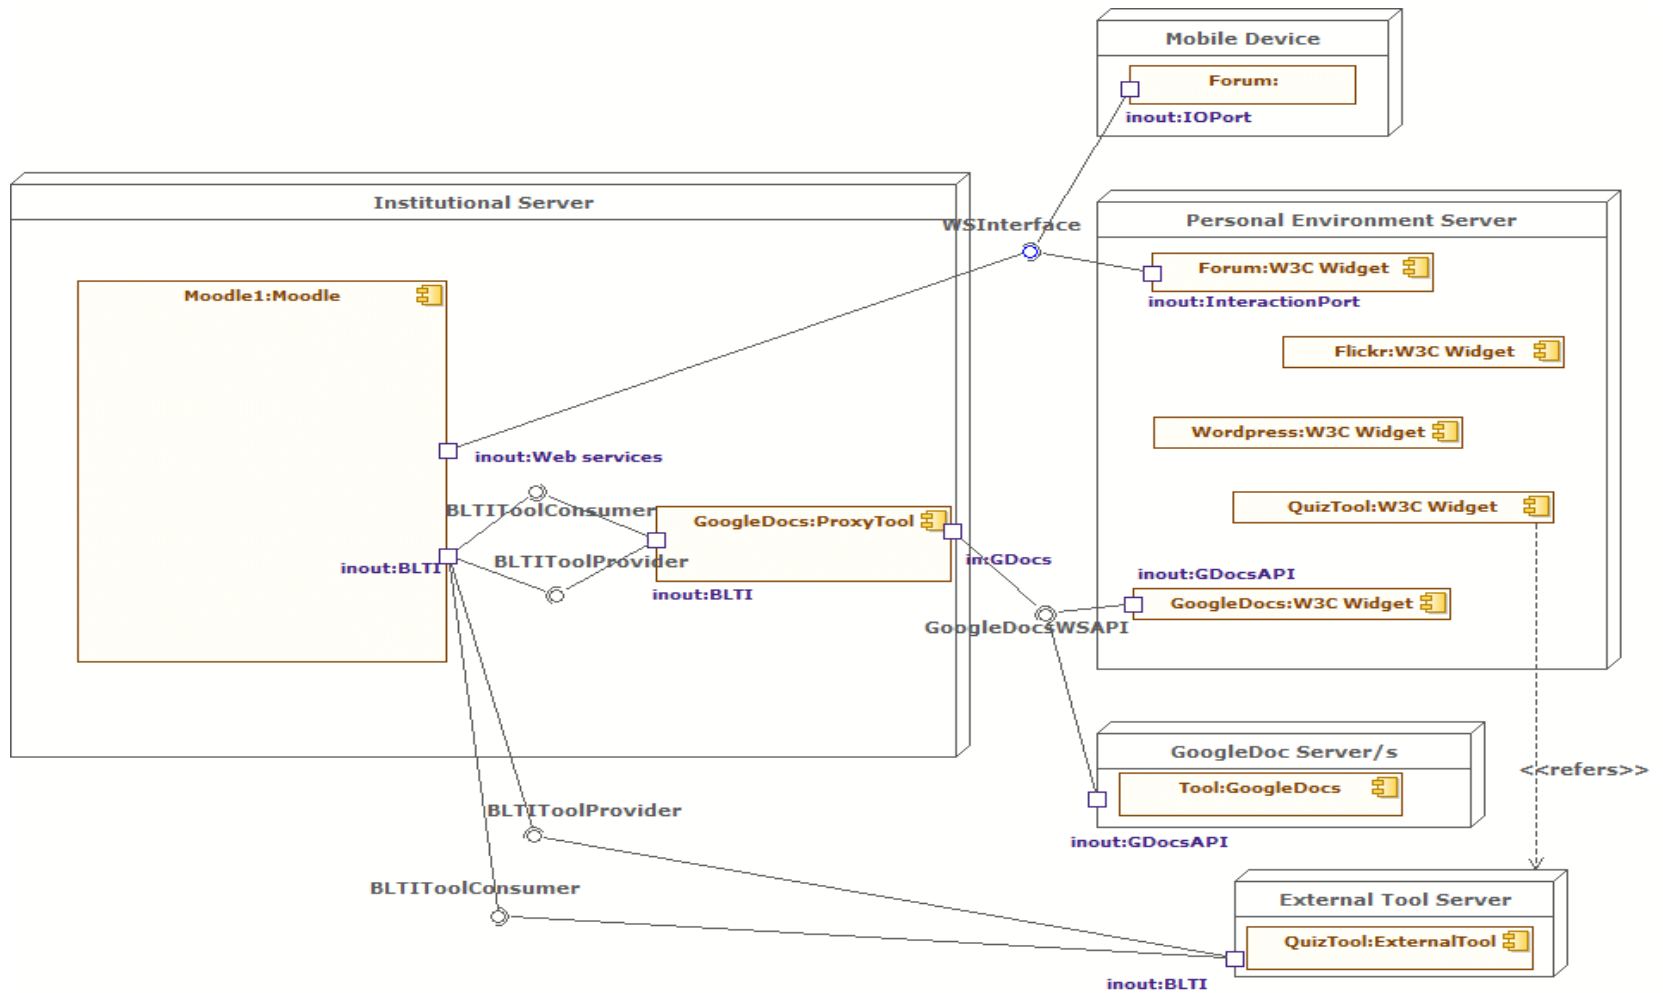 Mobile Device
Forum:
inout:IOPort
Institutional Server
WSInterface
Personal Environment Server
Forum:W3C Widget
inout:InteractionPort
Moodle1:Moodle
Flickr:W3C Widget
Wordpress:W3C Widget
inout:Web services
BLTIToolConsumer
QuizTool:W3C Widget
GoogleDocs:ProxyTool
BLTIToolProvider
in:GDocs
inout:BLTI
inout:GDocsAPI
inout:BLTI
GoogleDocs:W3C Widget
GoogleDocsWSAPI
GoogleDoc Server/s
<<refers>>
Tool:GoogleDocs
BLTIToolProvider
inout:GDocsAPI
BLTIToolConsumer
External Tool Server
QuizTool:ExternalTool
inout:BLTI